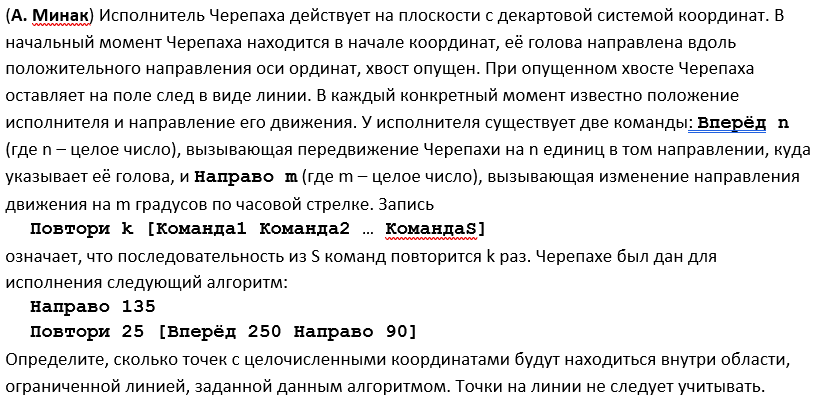 (А. Минак) Исполнитель Черепаха действует на плоскости с декартовой системой координат. В
начальный момент Черепаха находится в начале координат, её голова направлена вдоль
положительного направления оси ординат, хвост опущен. При опущенном хвосте Черепаха
оставляет на поле след в виде линии. В каждый конкретный момент известно положение
исполнителя и направление его движения. У исполнителя существует две команды: Вперёд n
(где n – целое число), вызывающая передвижение Черепахи на n единиц в том направлении, куда
указывает её голова, и Направо m (где m – целое число), вызывающая изменение направления
движения на m градусов по часовой стрелке. Запись
Повтори k [Команда1 Команда2 … КомандаS]
означает, что последовательность из S команд повторится k раз. Черепахе был дан для
исполнения следующий алгоритм:
Направо 135
Повтори 25 [Вперёд 250 Направо 90]
Определите, сколько точек с целочисленными координатами будут находиться внутри области,
ограниченной линией, заданной данным алгоритмом. Точки на линии не следует учитывать.